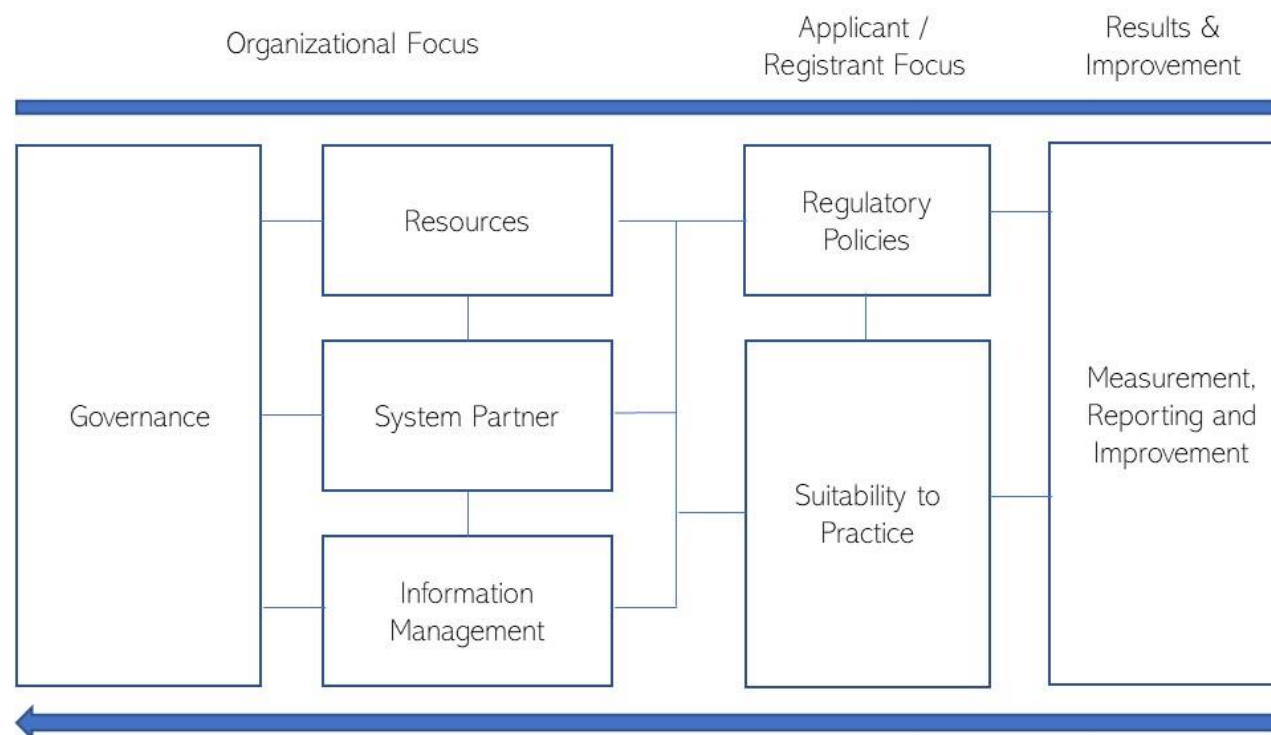 Organizational Focus
Applicant /
Registrant Focus
Results &
Improvement
Governance
Resources
System Partner
Information
Management
Regulatory
Policies
Suitability to
Practice
Measurement,
Reporting and
Improvement